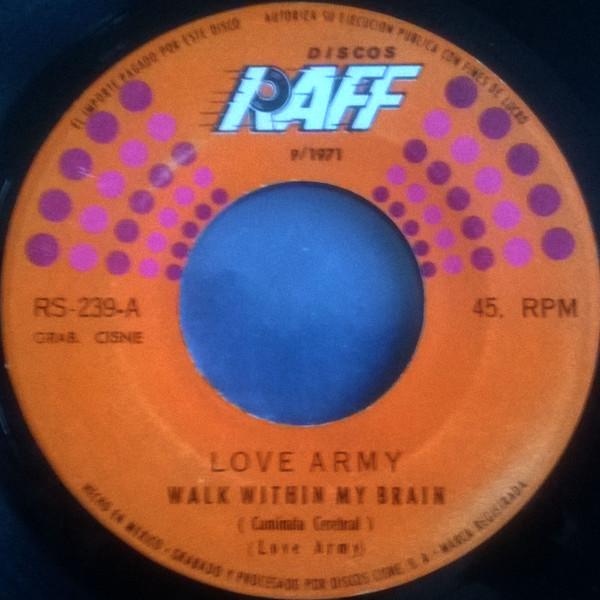 EL IMPORTE PAGADO POR ESTE DISCO AUTORIZA SU EJECUCION PUBLICA CON FINES DE LUCRO
DISCOS
RAFF
P/1971
RS-239-A
45. RPM
GRAB. CISNE
LOVE ARMY
WALK WITHIN MY BRAIN
( Caminata Cerebral )
(Love Army)
HECHO EN MEXICO - GRABADO Y PROCESADO POR DISCOS CISNE, S. A. - MARCA REGISTRADA